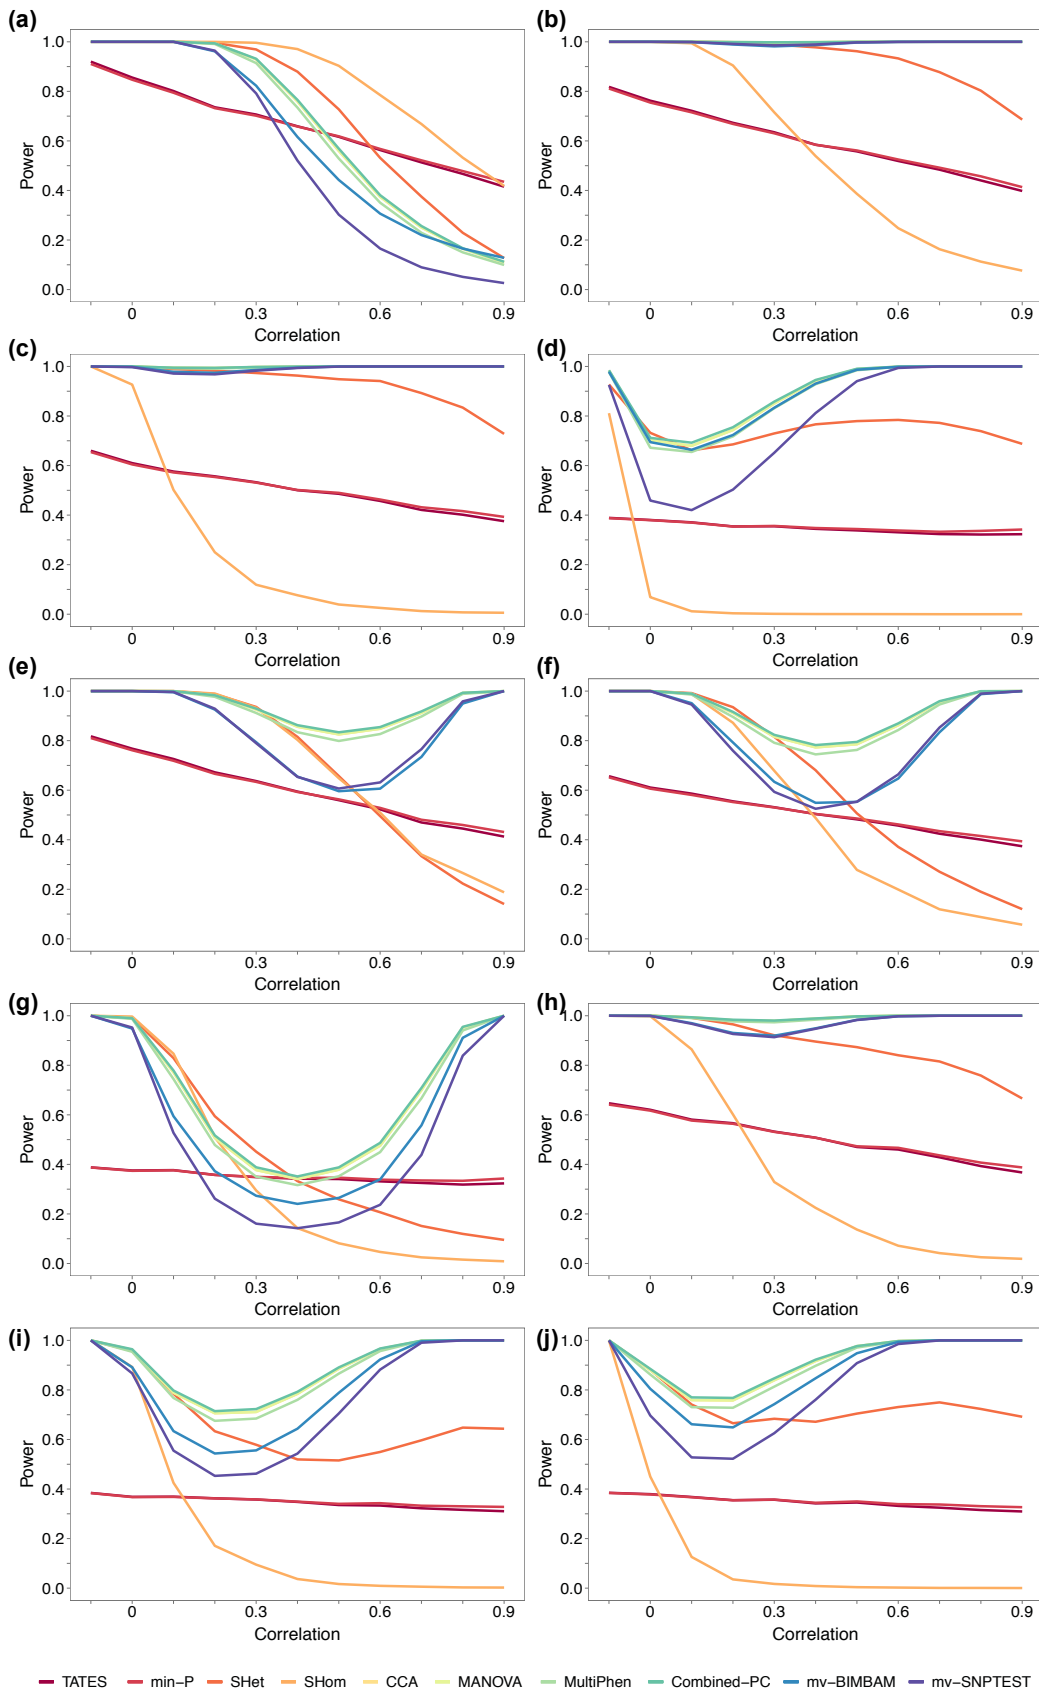 (a) (b)
1.0 1.0
0.8 0.8
0.6 0.6
Power Power
0.4 0.4
0.2 0.2
0.0 0.0
0 0.3 0.6 0.9 0 0.3 0.6 0.9
Correlation Correlation
(c) (d)
1.0 1.0
0.8 0.8
0.6 0.6
Power Power
0.4 0.4
0.2 0.2
0.0 0.0
0 0.3 0.6 0.9 0 0.3 0.6 0.9
Correlation Correlation
(e) (f)
1.0 1.0
0.8 0.8
0.6 0.6
Power Power
0.4 0.4
0.2 0.2
0.0 0.0
0 0.3 0.6 0.9 0 0.3 0.6 0.9
Correlation Correlation
(g) (h)
1.0 1.0
0.8 0.8
0.6 0.6
Power Power
0.4 0.4
0.2 0.2
0.0 0.0
0 0.3 0.6 0.9 0 0.3 0.6 0.9
Correlation Correlation
(i) (j)
1.0 1.0
0.8 0.8
0.6 0.6
Power Power
0.4 0.4
0.2 0.2
0.0 0.0
0 0.3 0.6 0.9 0 0.3 0.6 0.9
Correlation Correlation
TATES min−P SHet SHom CCA MANOVA MultiPhen Combined−PC mv−BIMBAM mv−SNPTEST